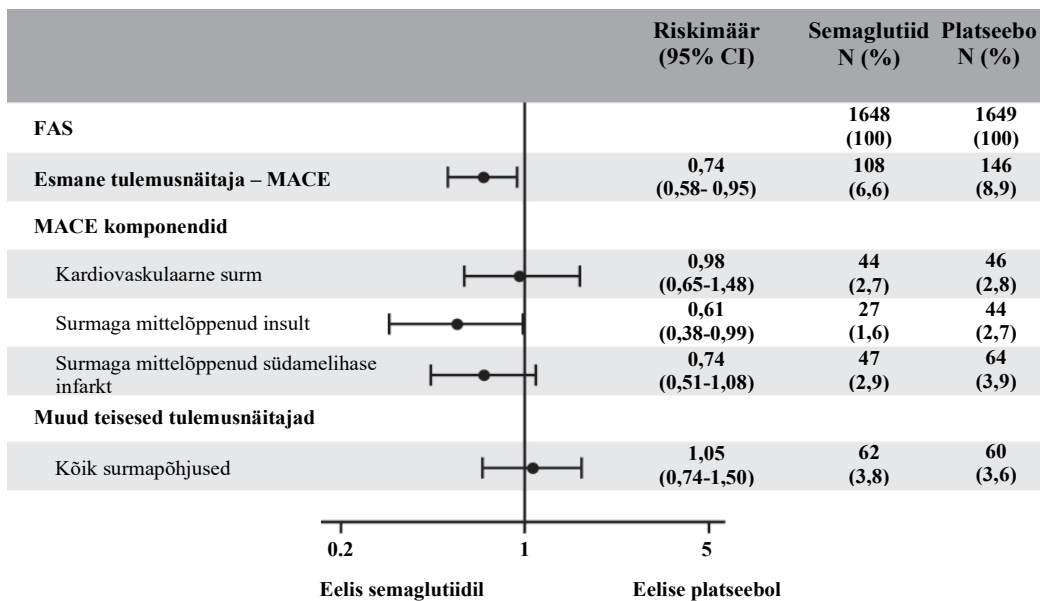 Riskimäär Semaglutiid Platseebo
(95% CI) N (%) N (%)
FAS 1648 1649
(100) (100)
Esmane tulemusnäitaja – MACE 0,74 108 146
(0,58- 0,95) (6,6) (8,9)
MACE komponendid
Kardiovaskulaarne surm 0,98 44 46
(0,65-1,48) (2,7) (2,8)
Surmaga mittelõppenud insult 0,61 27 44
(0,38-0,99) (1,6) (2,7)
Surmaga mittelõppenud südamelihase 0,74 47 64
infarkt (0,51-1,08) (2,9) (3,9)
Muud teisesed tulemusnäitajad
Kõik surmapõhjused 1,05 62 60
(0,74-1,50) (3,8) (3,6)
0.2 1 5
Eelis semaglutiidil Eelise platseebol